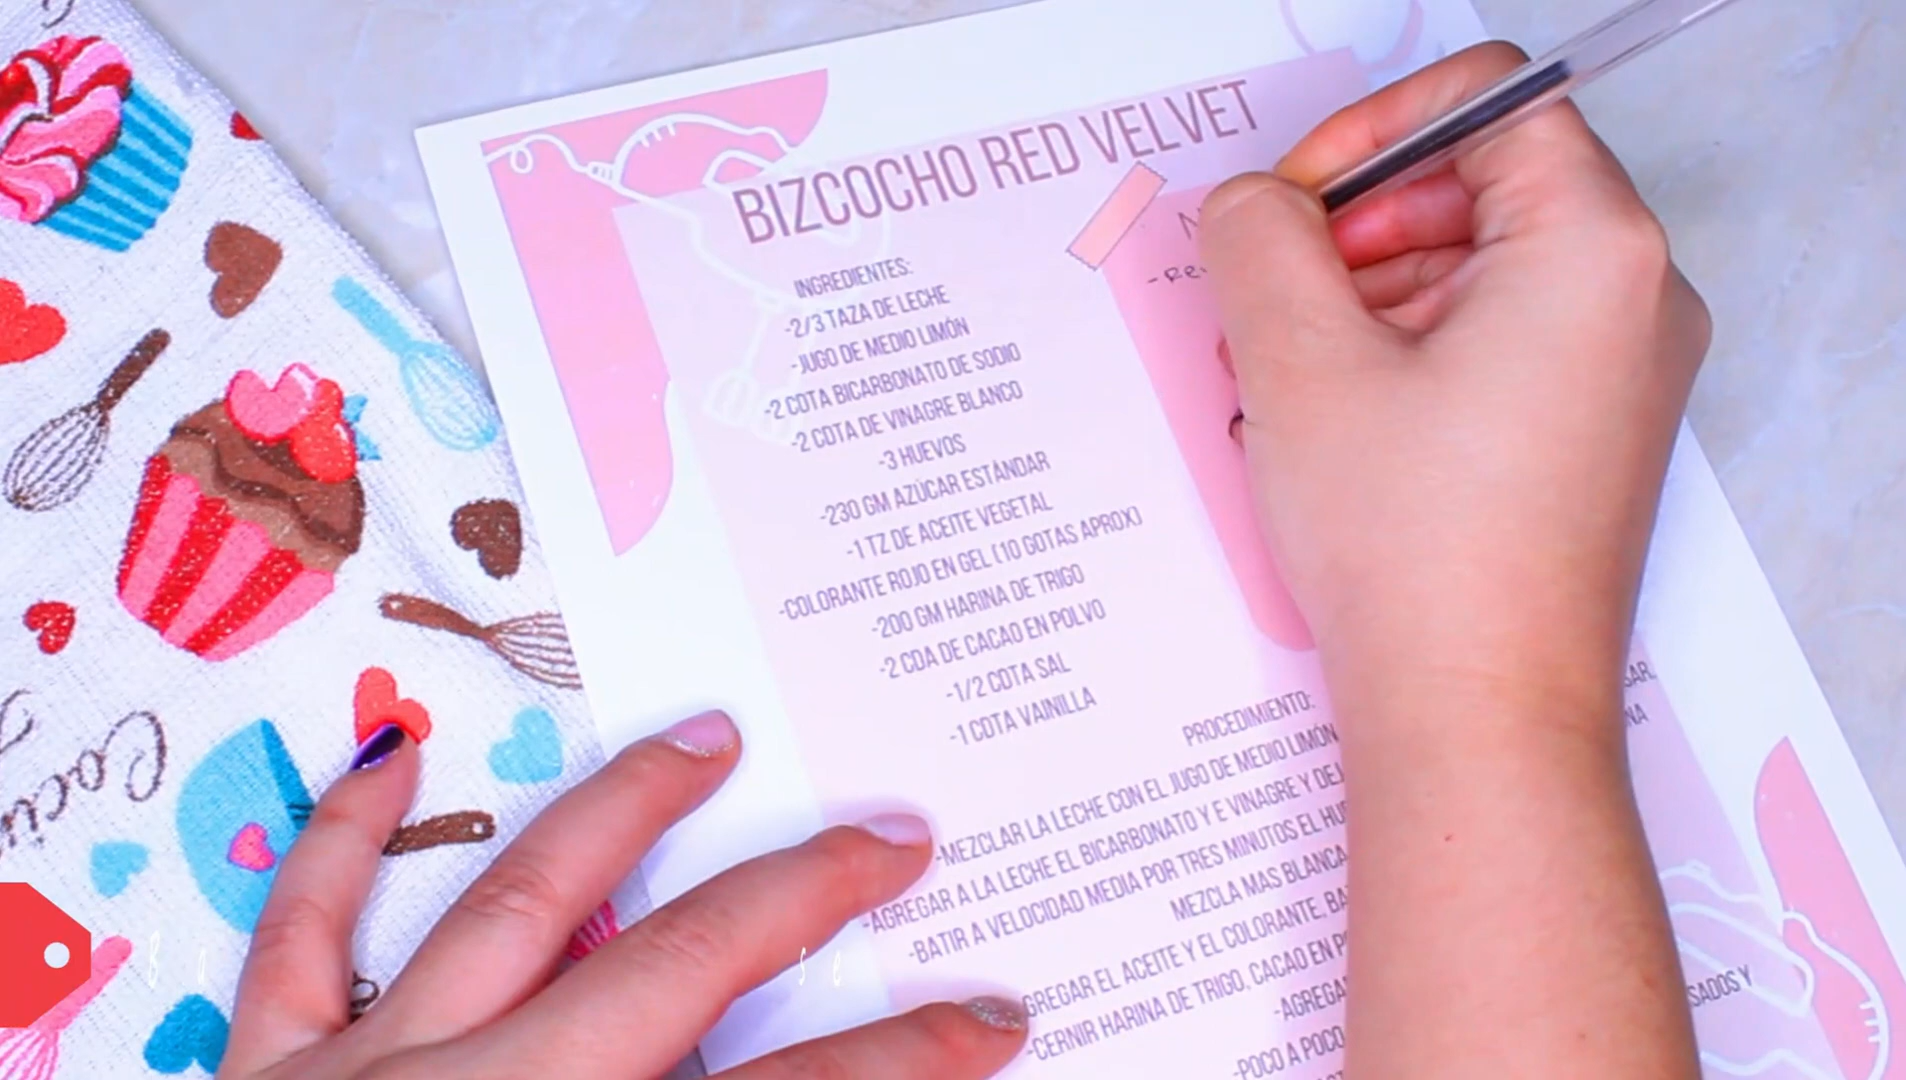 BIZCOCHO RED VELVET
INGREDIENTES:
-2/3 TAZA DE LECHE
-JUGO DE MEDIO LIMÓN
-2 CDTA BICARBONATO DE SODIO
-2 CDTA DE VINAGRE BLANCO
-3 HUEVOS
-230 GM AZÚCAR ESTÁNDAR
-1 TZ DE ACEITE VEGETAL
-COLORANTE ROJO EN GEL (10 GOTAS APROX)
-200 GM HARINA DE TRIGO
-2 CDA DE CACAO EN POLVO
-1/2 CDTA SAL
-1 CDTA VAINILLA
PROCEDIMIENTO:
-MEZCLAR LA LECHE CON EL JUGO DE MEDIO LIMÓN
-AGREGAR A LA LECHE EL BICARBONATO Y E VINAGRE Y DEJ
-BATIR A VELOCIDAD MEDIA POR TRES MINUTOS EL HU
MEZCLA MAS BLANCA
GREGAR EL ACEITE Y EL COLORANTE, BA
-CERNIR HARINA DE TRIGO, CACAO EN P
-AGREGA
-POCO A POCO
SADOS Y
Cocin